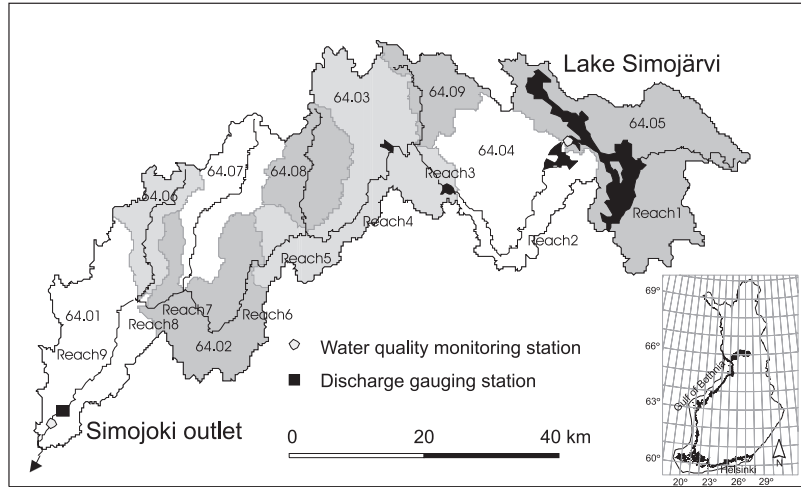 Lake Simojärvi
64.03
64.09
64.05
64.04
64.07
64.08
64.06
Reach3
Reach1
Reach4
Reach2
Reach5
64.01
Reach7
Reach6
Reach8
64.02
Reach9
Water quality monitoring station
Discharge gauging station
Simojoki outlet
0 20 40 km
69°
66°
63°
60°
Gulf of Bothnia
Helsinki
N
20° 23° 26° 29°